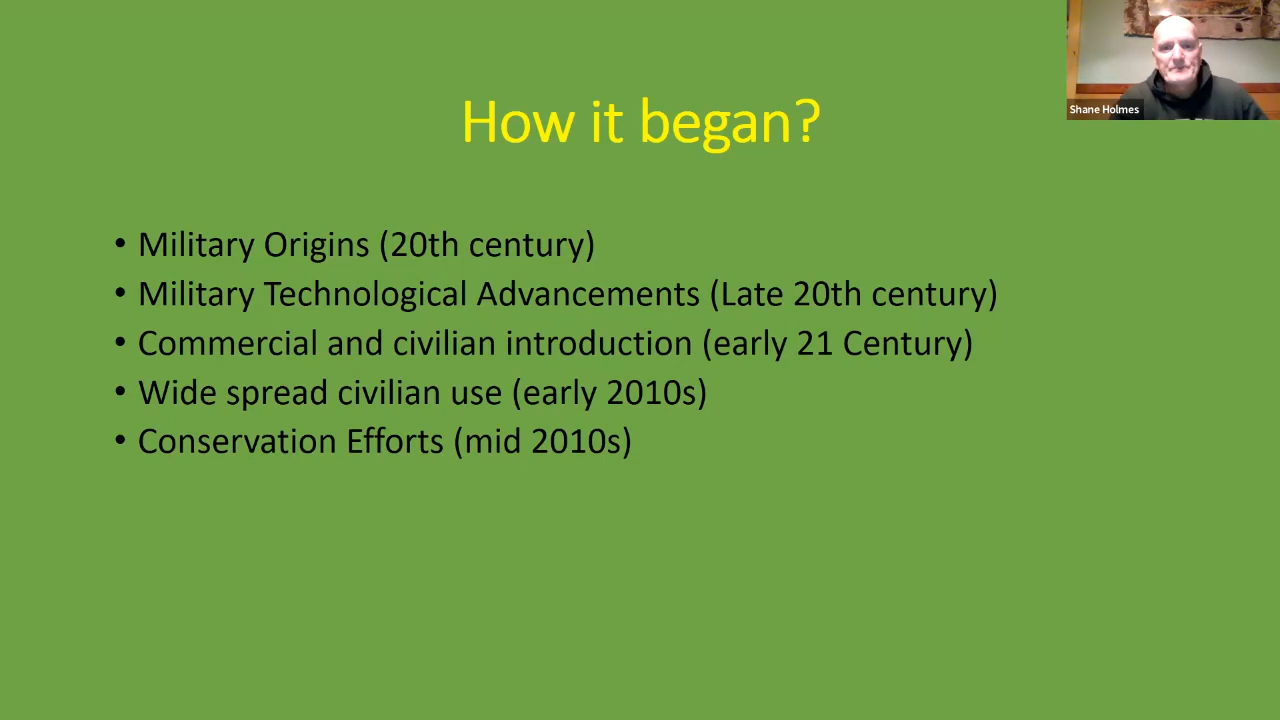 How it began?
Shane Holmes
• Military Origins (20th century)
• Military Technological Advancements (Late 20th century)
• Commercial and civilian introduction (early 21 Century)
• Wide spread civilian use (early 2010s)
• Conservation Efforts (mid 2010s)